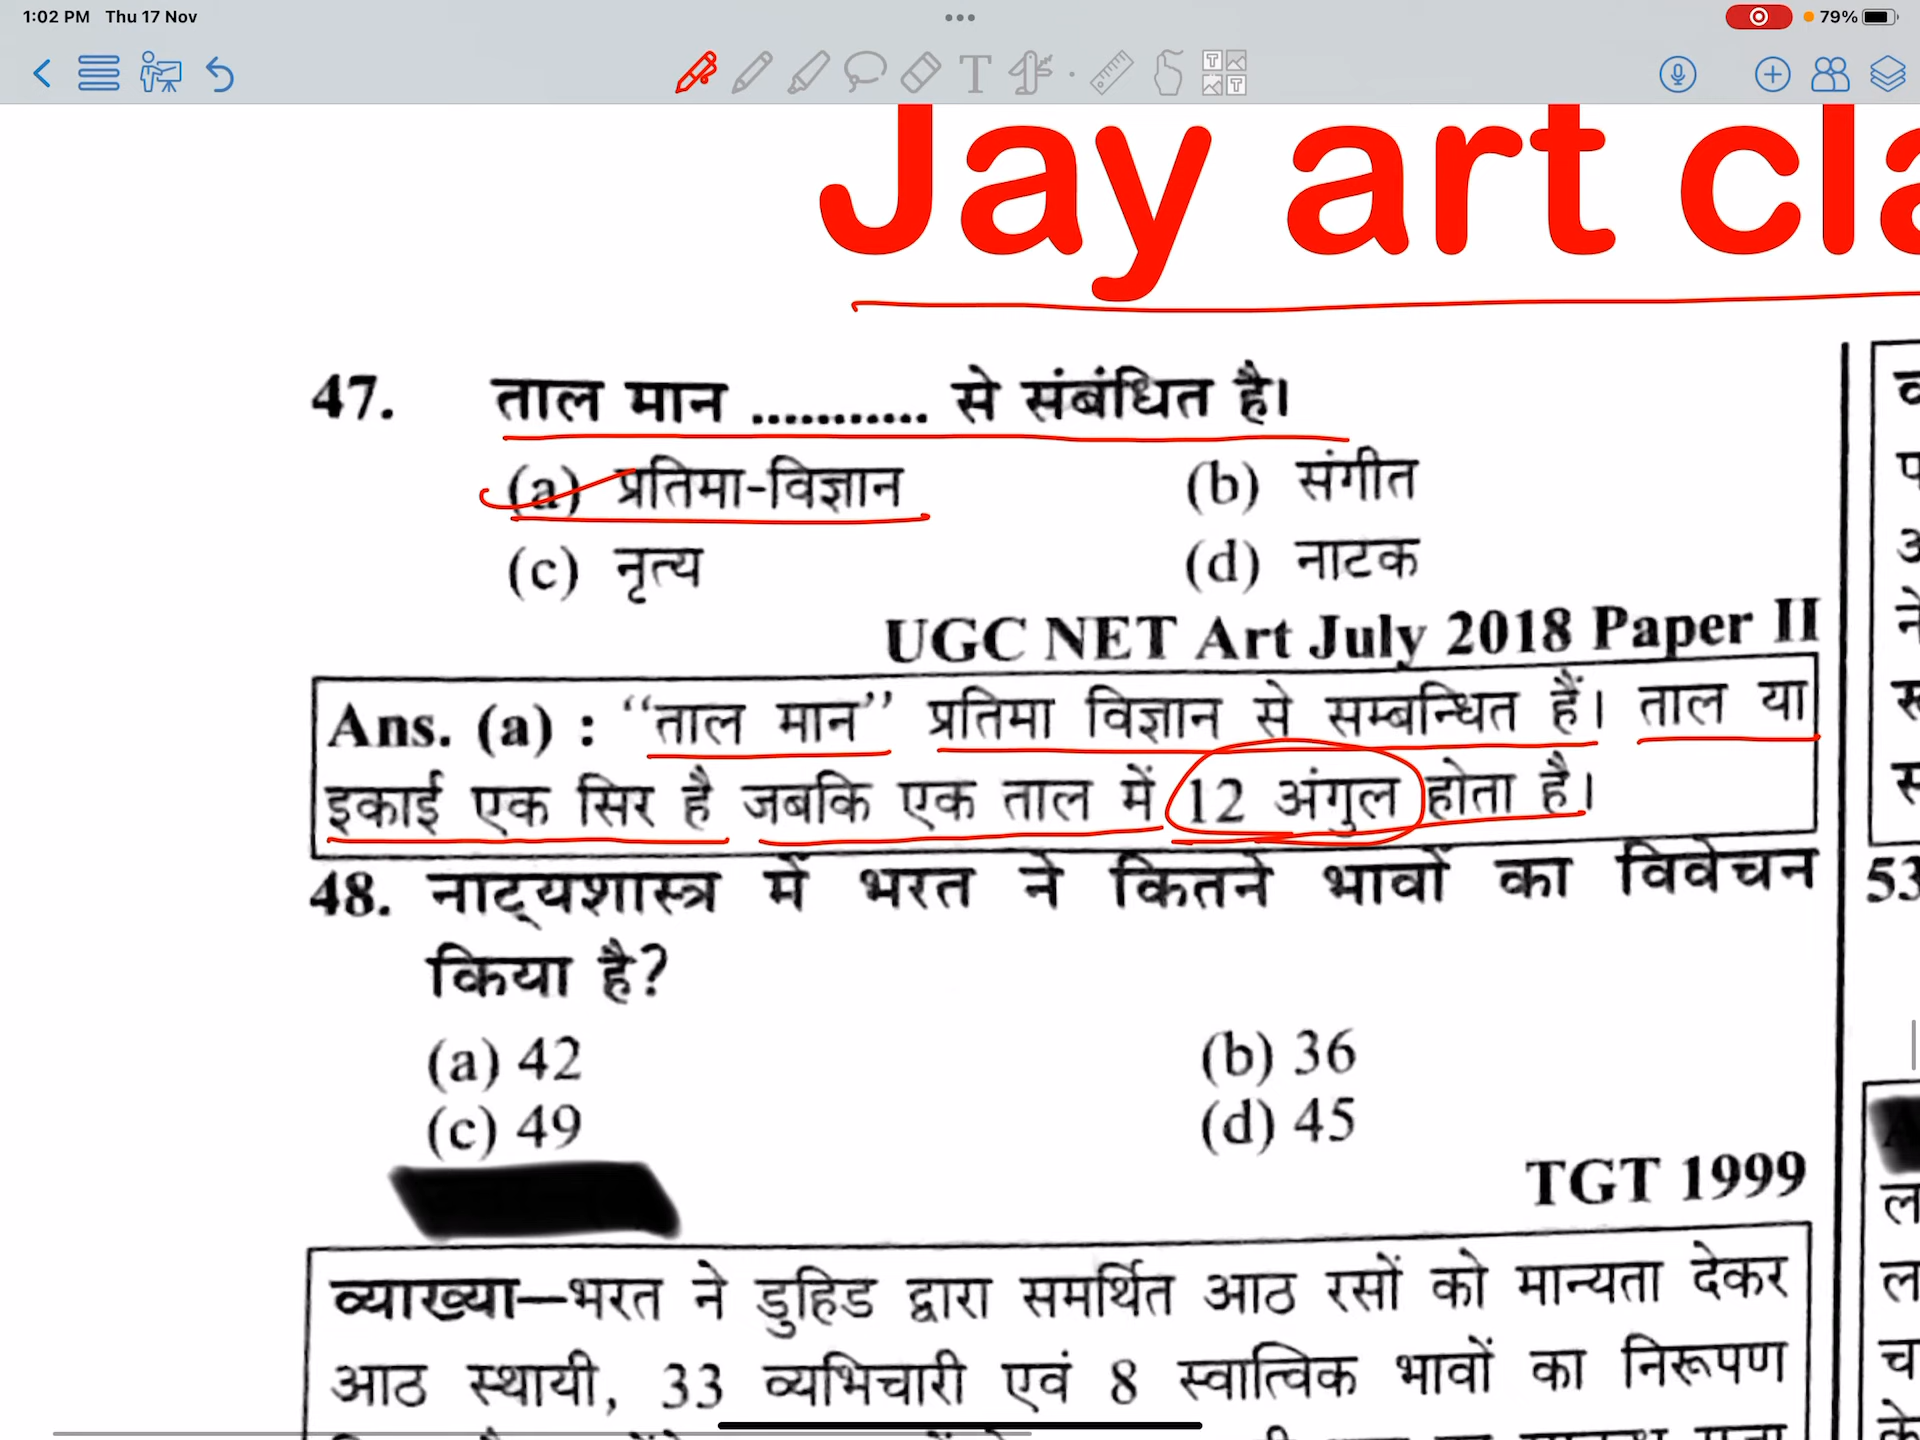 1:02 PM Thu 17 Nov
79%
Jay art cla
47. ताल मान ........... से संबंधित है।
(a) प्रतिमा-विज्ञान (b) संगीत
(c) नृत्य (d) नाटक
UGC NET Art July 2018 Paper II
Ans. (a) : “ताल मान” प्रतिमा विज्ञान से सम्बन्धित हैं। ताल या
इकाई एक सिर है जबकि एक ताल में 12 अंगुल होता है।
48. नाट्यशास्त्र में भरत ने कितने भावों का विवेचन
किया है?
(a) 42 (b) 36
(c) 49 (d) 45
TGT 1999
व्याख्या—भरत ने डुहिड द्वारा समर्थित आठ रसों को मान्यता देकर
आठ स्थायी, 33 व्यभिचारी एवं 8 स्वात्विक भावों का निरूपण
53